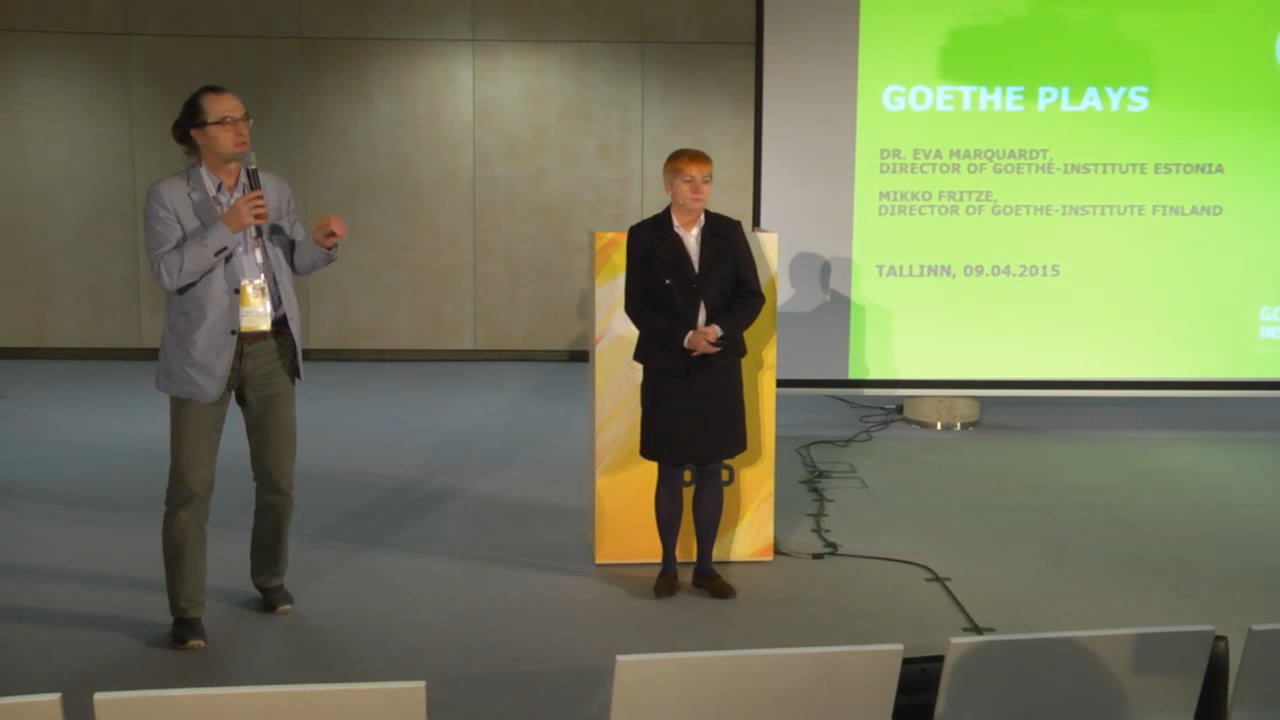 GOETHE PLAYS
DR. EVA MARQUARDT,
DIRECTOR OF GOETHE-INSTITUTE ESTONIA
MIKKO FRITZE,
DIRECTOR OF GOETHE-INSTITUTE FINLAND
TALLINN, 09.04.2015